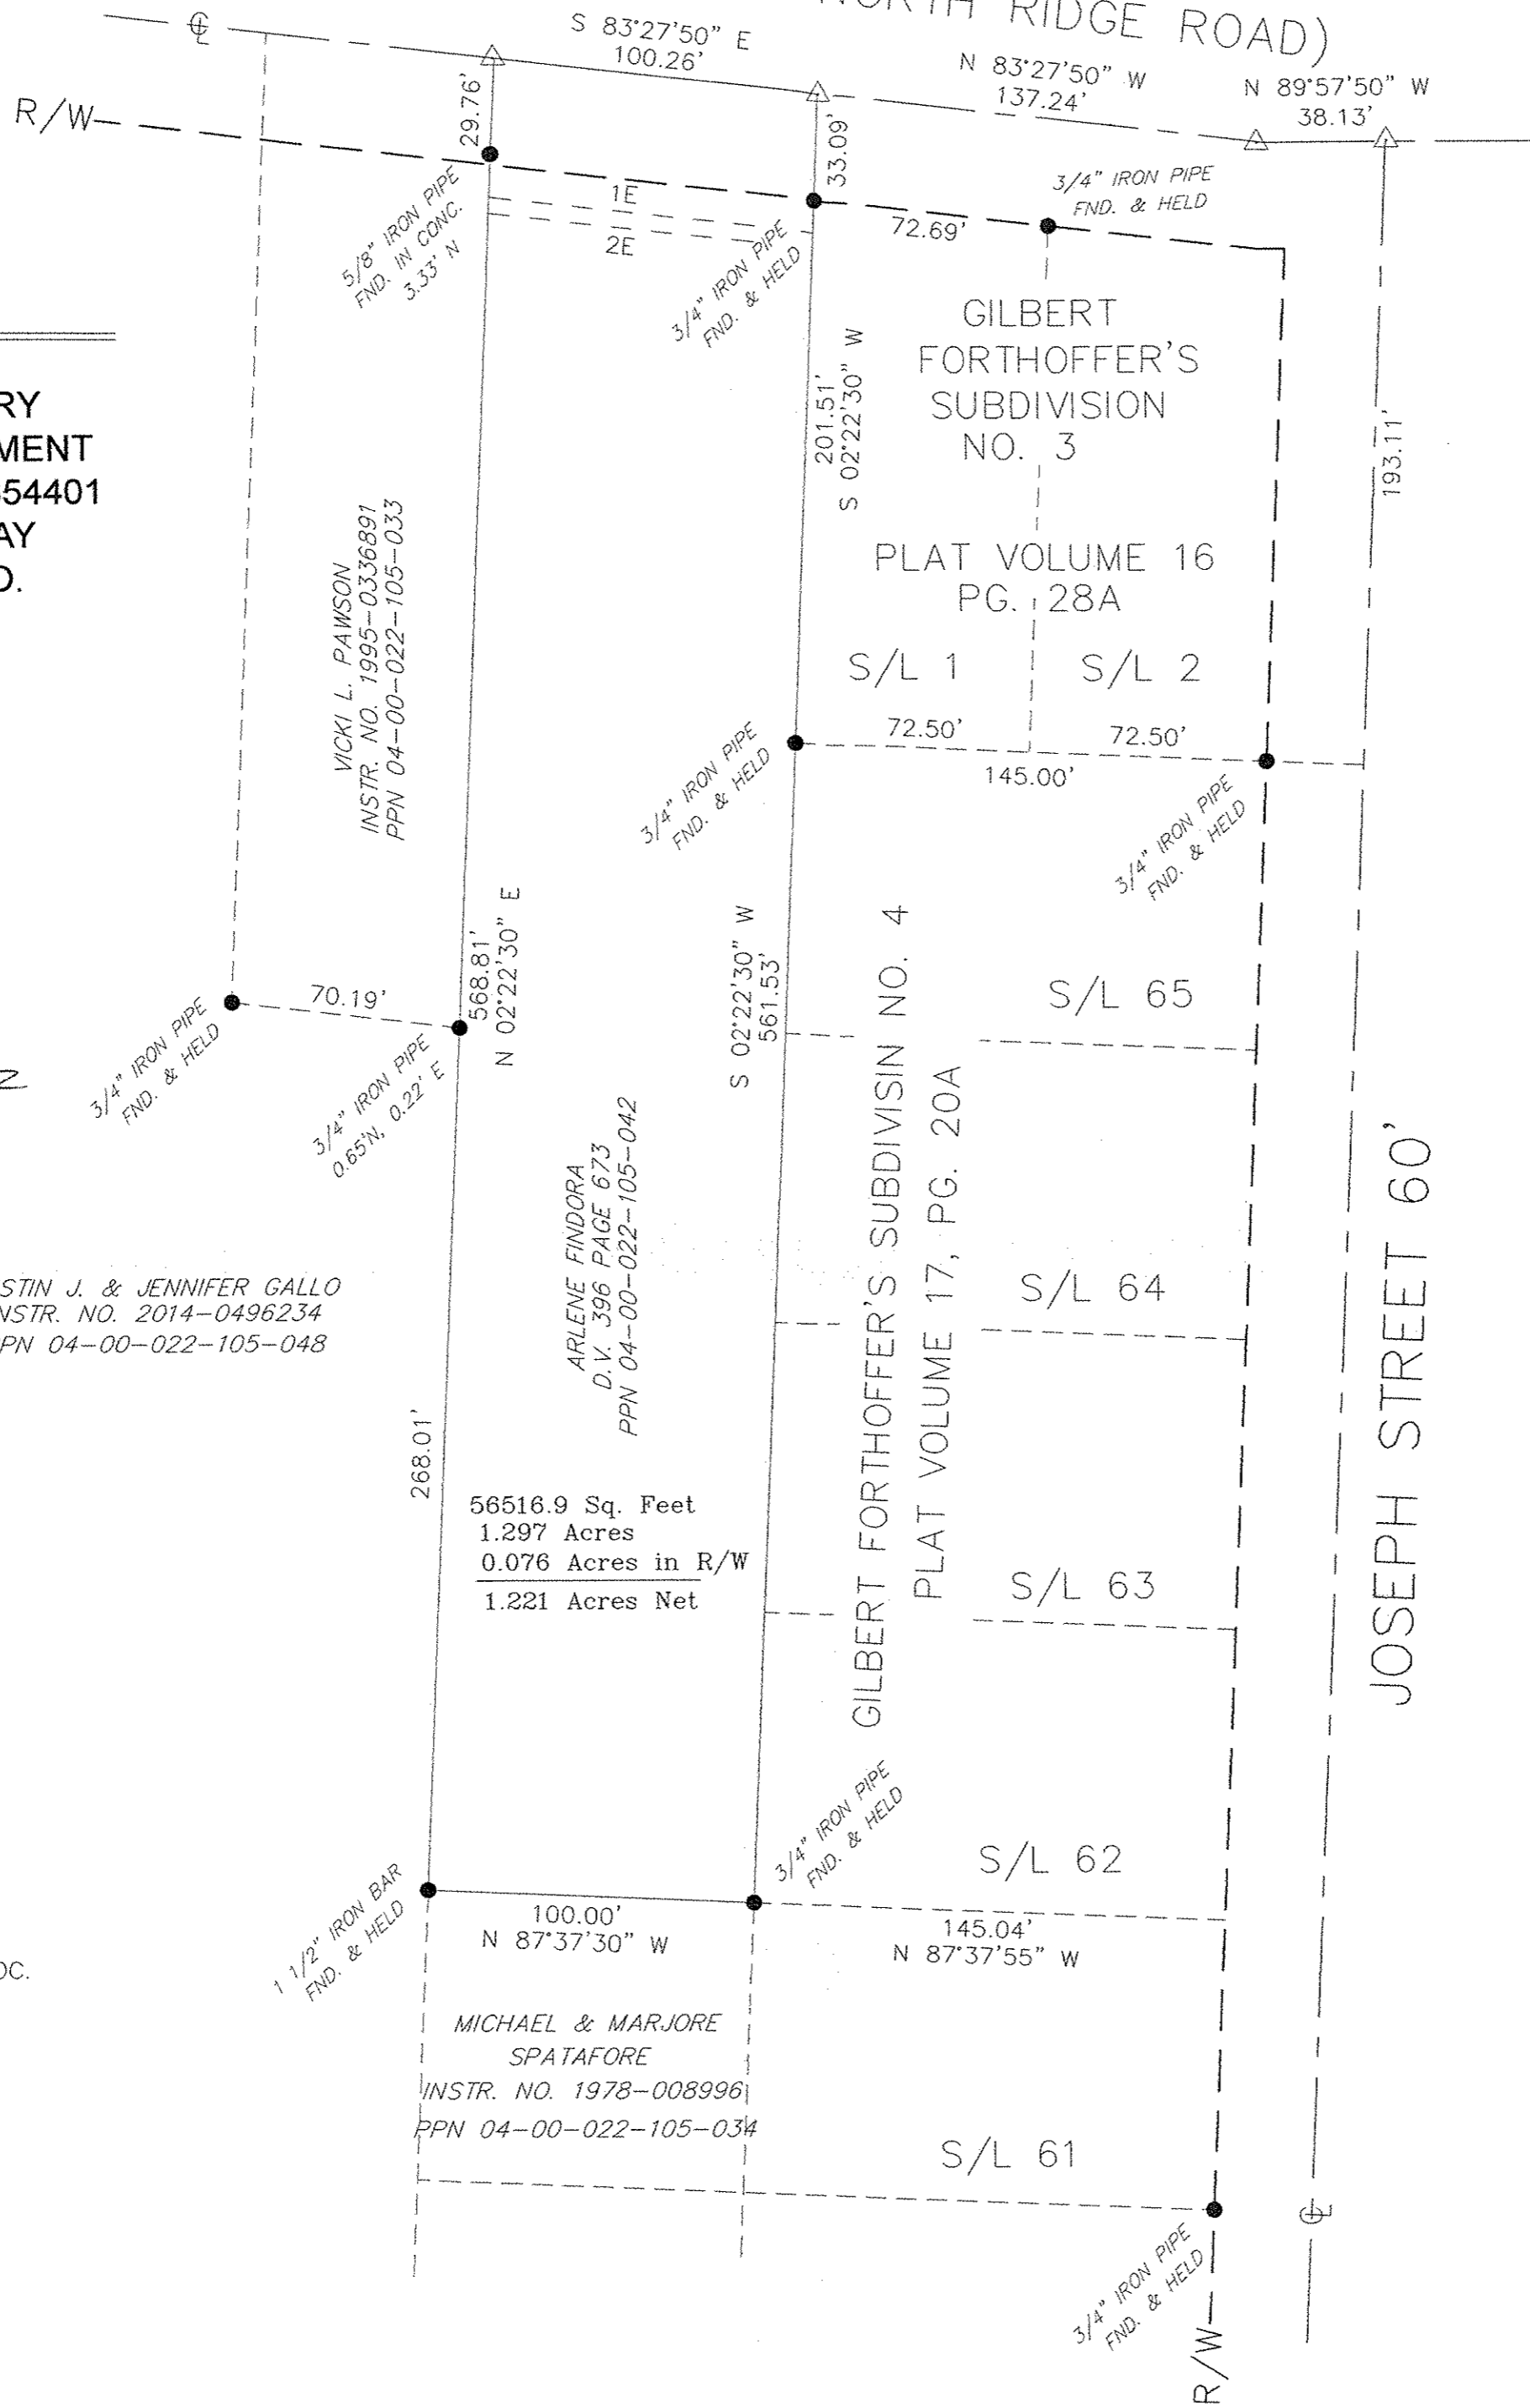 NORTH RIDGE ROAD)
℄
S 83°27'50" E
100.26'
N 83°27'50" W
137.24'
N 89°57'50" W
38.13'
R/W
29.76'
33.09'
5/8" IRON PIPE
FND. IN CONC.
3.33' N
1E
2E
3/4" IRON PIPE
FND. & HELD
72.69'
3/4" IRON PIPE
FND. & HELD
GILBERT
FORTHOFFER'S
SUBDIVISION
NO. 3
201.51'
S 02°22'30" W
193.11'
RY
MENT
54401
AY
D.
VICKI L. PAWSON
INSTR. NO. 1995-0336891
PPN 04-00-022-105-033
PLAT VOLUME 16
PG. 28A
S/L 1
S/L 2
72.50'
72.50'
145.00'
3/4" IRON PIPE
FND. & HELD
3/4" IRON PIPE
FND. & HELD
568.81'
N 02°22'30" E
S 02°22'30" W
561.53'
70.19'
3/4" IRON PIPE
FND. & HELD
3/4" IRON PIPE
0.65'N, 0.22' E
S/L 65
GILBERT FORTHOFFER'S SUBDIVISIN NO. 4
PLAT VOLUME 17, PG. 20A
JOSEPH STREET 60'
ARLENE FINDORA
D.V. 396 PAGE 673
PPN 04-00-022-105-042
STIN J. & JENNIFER GALLO
NSTR. NO. 2014-0496234
PN 04-00-022-105-048
S/L 64
268.01'
56516.9 Sq. Feet
1.297 Acres
0.076 Acres in R/W
1.221 Acres Net
S/L 63
3/4" IRON PIPE
FND. & HELD
S/L 62
1 1/2" IRON BAR
FND. & HELD
100.00'
N 87°37'30" W
145.04'
N 87°37'55" W
OC.
MICHAEL & MARJORE
SPATAFORE
INSTR. NO. 1978-008996
PPN 04-00-022-105-034
S/L 61
℄
3/4" IRON PIPE
FND. & HELD
R/W